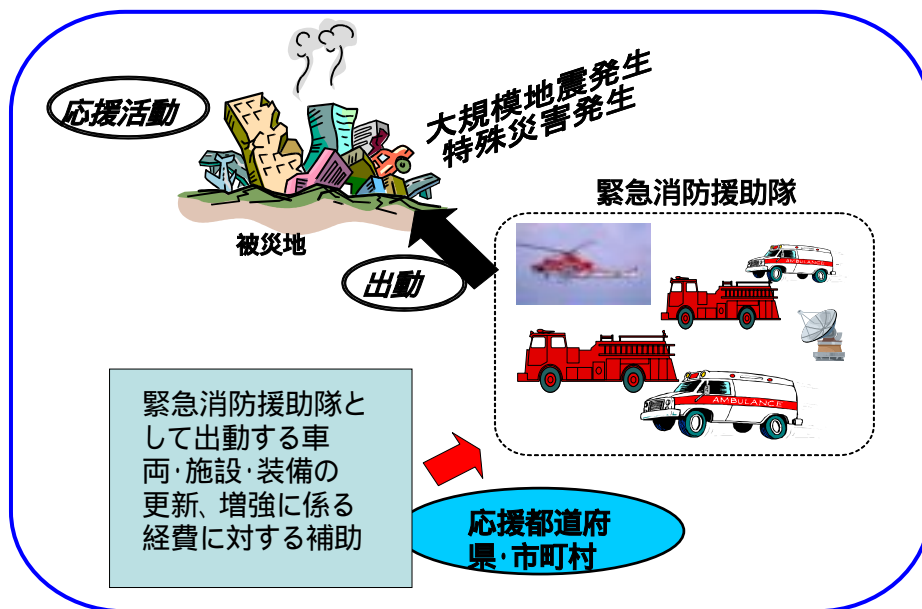 応援活動
大規模地震発生
特殊災害発生
緊急消防援助隊
被災地
出動
AMBULANCE
AMBULANCE
緊急消防援助隊と
して出動する車
両･施設･装備の
更新、増強に係る
経費に対する補助
応援都道府
県･市町村